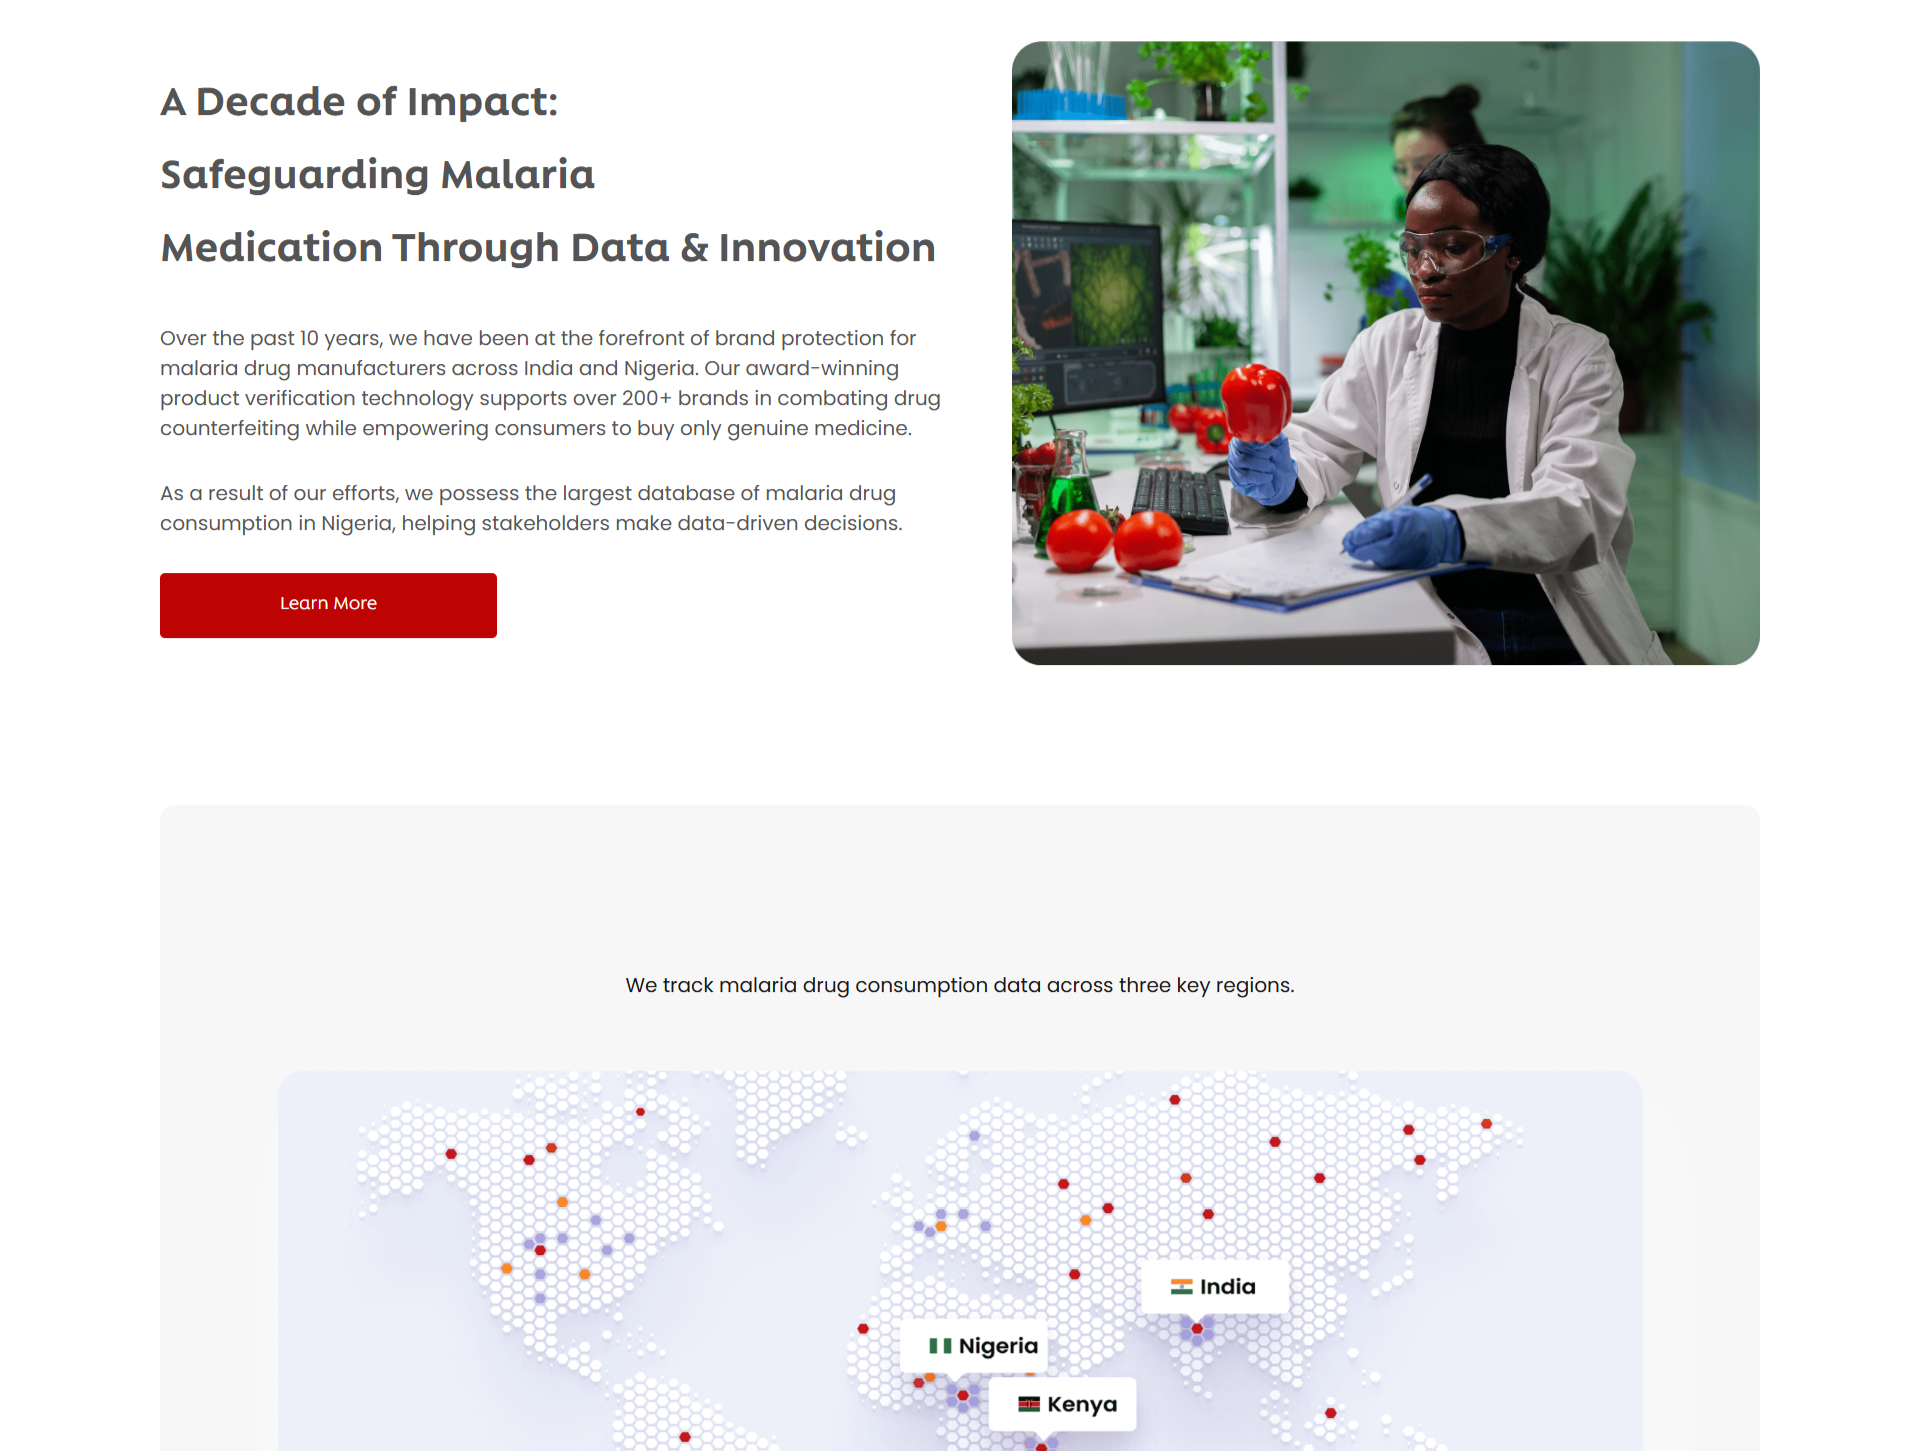 A Decade of Impact:
Safeguarding Malaria
Medication Through Data & Innovation
Over the past 10 years, we have been at the forefront of brand protection for
malaria drug manufacturers across India and Nigeria. Our award-winning
product verification technology supports over 200+ brands in combating drug
counterfeiting while empowering consumers to buy only genuine medicine.
As a result of our efforts, we possess the largest database of malaria drug
consumption in Nigeria, helping stakeholders make data-driven decisions.
Learn More
We track malaria drug consumption data across three key regions.
India
Nigeria
Kenya